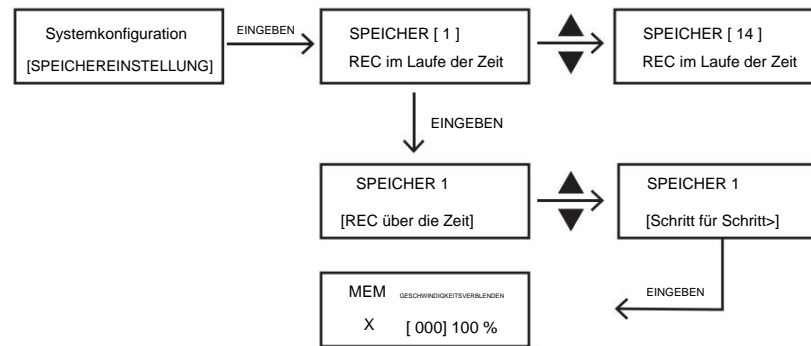 Systemkonfiguration
[SPEICHEREINSTELLUNG]
EINGEBEN
SPEICHER [ 1 ]
REC im Laufe der Zeit
SPEICHER [ 14 ]
REC im Laufe der Zeit
EINGEBEN
SPEICHER 1
[REC über die Zeit]
SPEICHER 1
[Schritt für Schritt>]
EINGEBEN
MEM GESCHWINDIGKEITSVERBLENDEN
X [ 000] 100 %